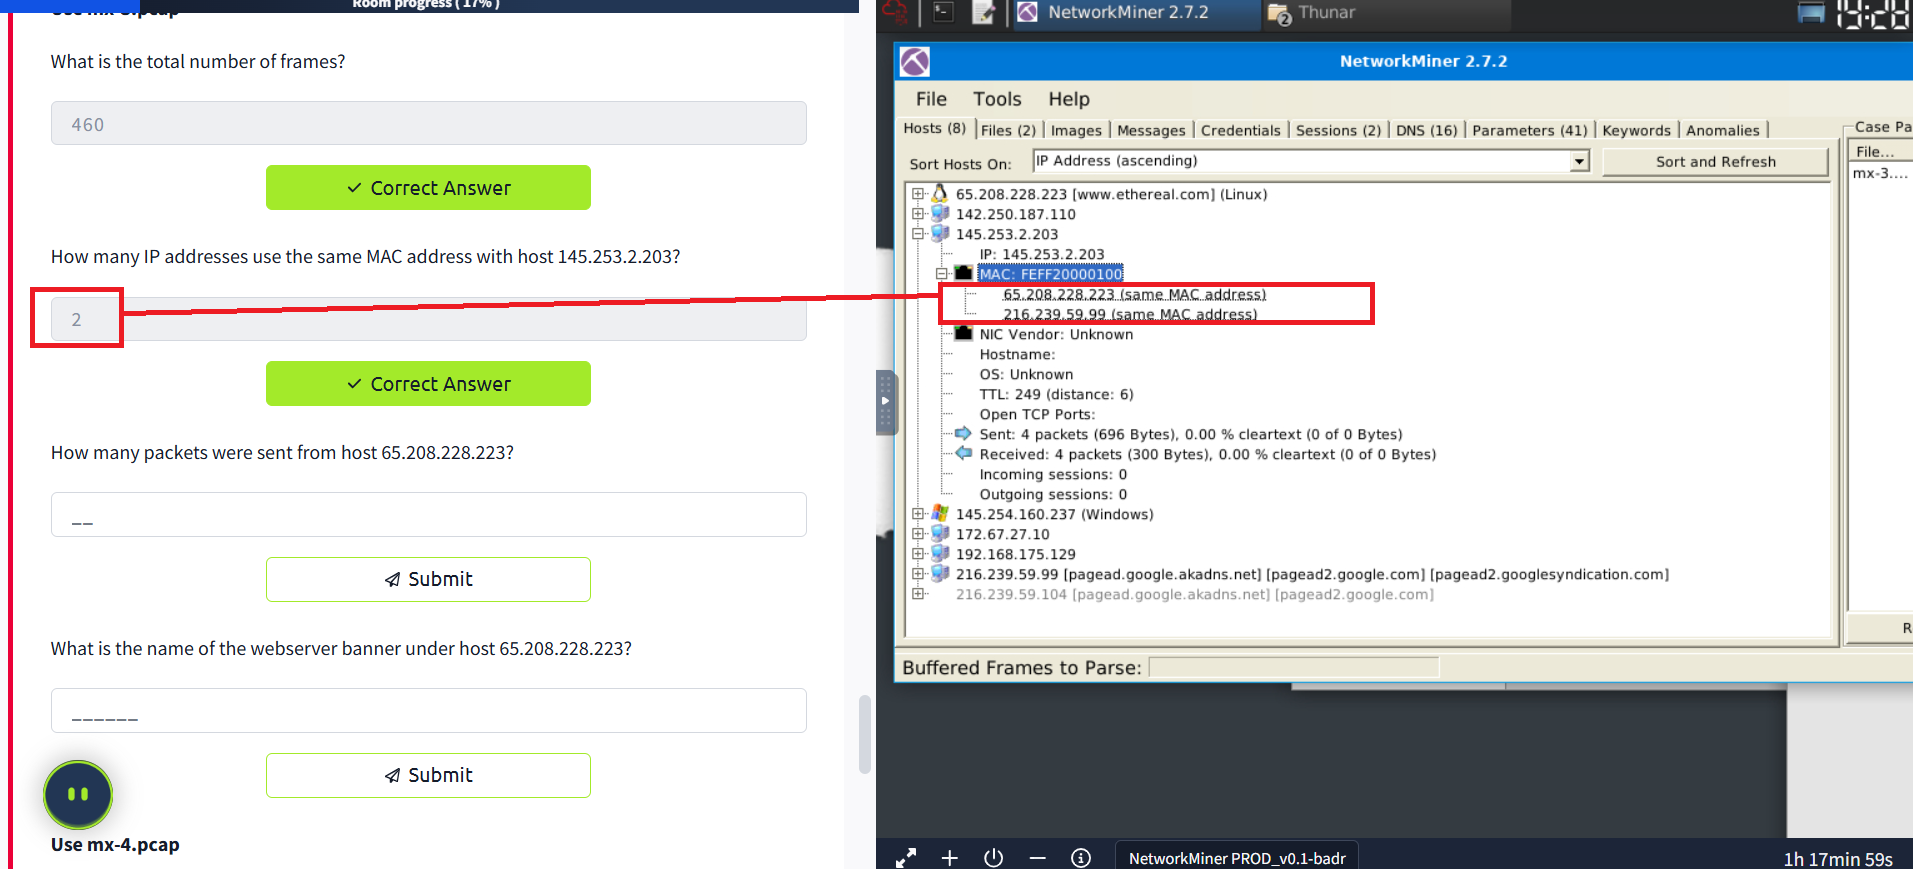 Room progress ( 17% )
Use mx-3.pcap
What is the total number of frames?
460
Correct Answer
How many IP addresses use the same MAC address with host 145.253.2.203?
2
Correct Answer
How many packets were sent from host 65.208.228.223?
__
Submit
What is the name of the webserver banner under host 65.208.228.223?
______
Submit
Use mx-4.pcap
NetworkMiner 2.7.2
2 Thunar
19:28
NetworkMiner 2.7.2
File Tools Help
Hosts (8) Files (2) Images Messages Credentials Sessions (2) DNS (16) Parameters (41) Keywords Anomalies
Sort Hosts On: IP Address (ascending) Sort and Refresh
65.208.228.223 [www.ethereal.com] (Linux)
142.250.187.110
145.253.2.203
IP: 145.253.2.203
MAC: FEFF20000100
65.208.228.223 (same MAC address)
216.239.59.99 (same MAC address)
NIC Vendor: Unknown
Hostname:
OS: Unknown
TTL: 249 (distance: 6)
Open TCP Ports:
Sent: 4 packets (696 Bytes), 0.00 % cleartext (0 of 0 Bytes)
Received: 4 packets (300 Bytes), 0.00 % cleartext (0 of 0 Bytes)
Incoming sessions: 0
Outgoing sessions: 0
145.254.160.237 (Windows)
172.67.27.10
192.168.175.129
216.239.59.99 [pagead.google.akadns.net] [pagead2.google.com] [pagead2.googlesyndication.com]
216.239.59.104 [pagead.google.akadns.net] [pagead2.google.com]
Case Pa
File...
mx-3....
R
Buffered Frames to Parse:
NetworkMiner PROD_v0.1-badr
1h 17min 59s